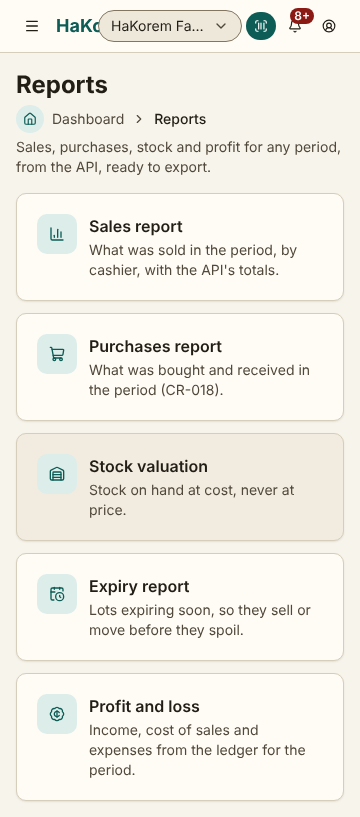 HaKo
HaKorem Fa...
8+
Reports
Dashboard > Reports
Sales, purchases, stock and profit for any period,
from the API, ready to export.
Sales report
What was sold in the period, by
cashier, with the API's totals.
Purchases report
What was bought and received in
the period (CR-018).
Stock valuation
Stock on hand at cost, never at
price.
Expiry report
Lots expiring soon, so they sell or
move before they spoil.
Profit and loss
Income, cost of sales and
expenses from the ledger for the
period.